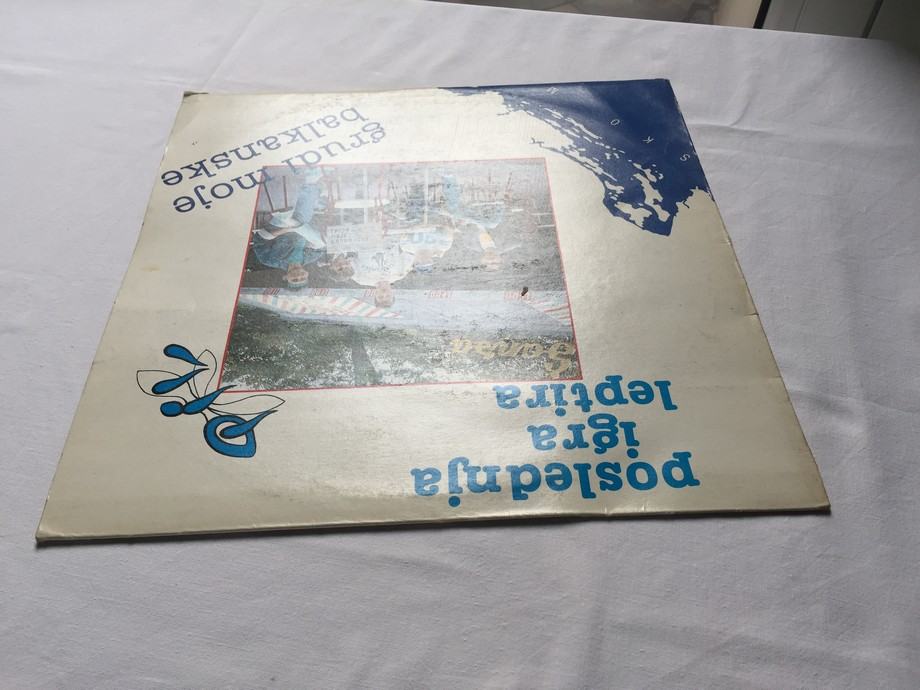 poslednja
igra
leptira
grudi moje
balkanske